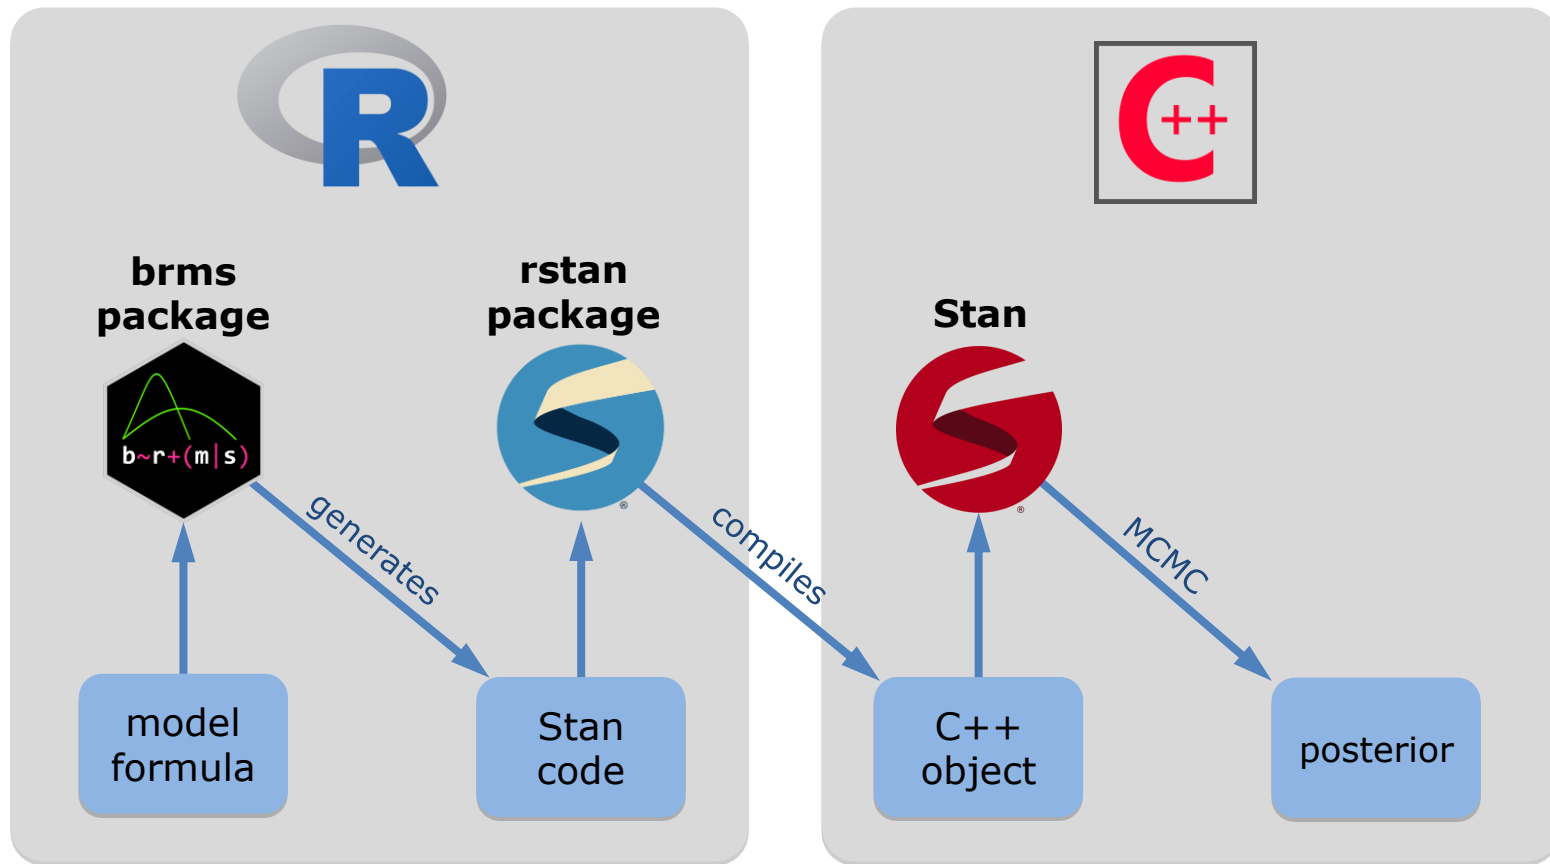 R
C++
brms
package
rstan
package
Stan
b~r+(m|s)
®
®
generates
compiles
MCMC
model
formula
Stan
code
C++
object
posterior